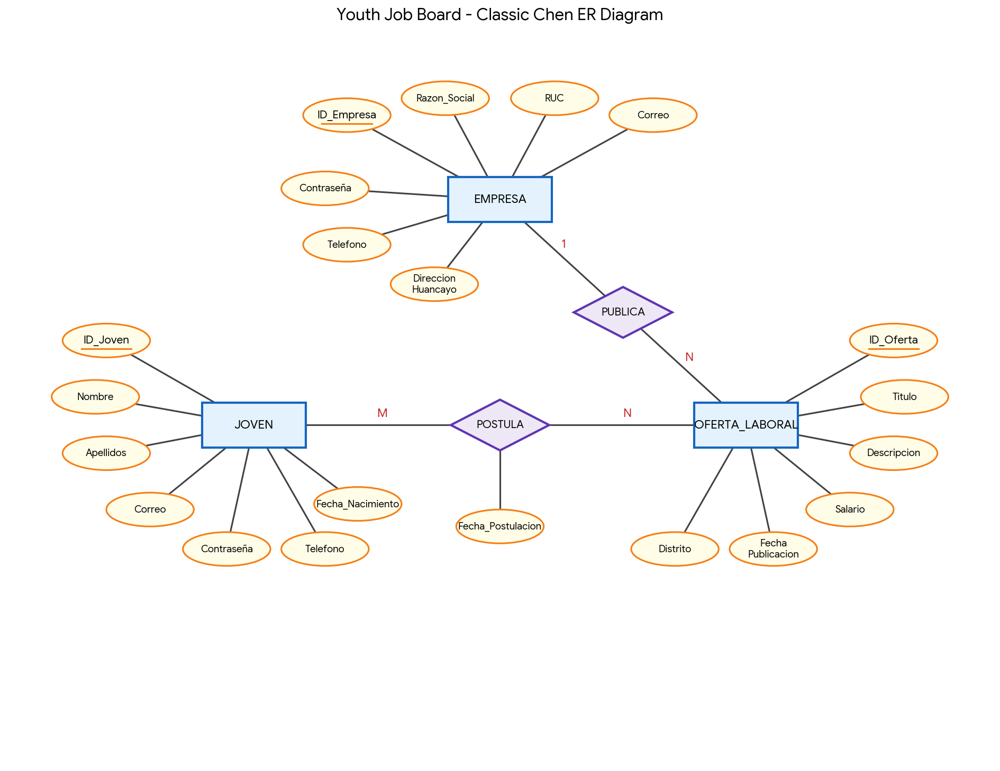 Youth Job Board - Classic Chen ER Diagram
Razon_Social
RUC
ID_Empresa
Correo
Contraseña
EMPRESA
Telefono
1
Direccion
Huancayo
PUBLICA
ID_Joven
ID_Oferta
N
Nombre
Titulo
M
N
JOVEN
POSTULA
OFERTA_LABORAL
Apellidos
Descripcion
Fecha_Nacimiento
Correo
Salario
Fecha_Postulacion
Contraseña
Telefono
Distrito
Fecha
Publicacion